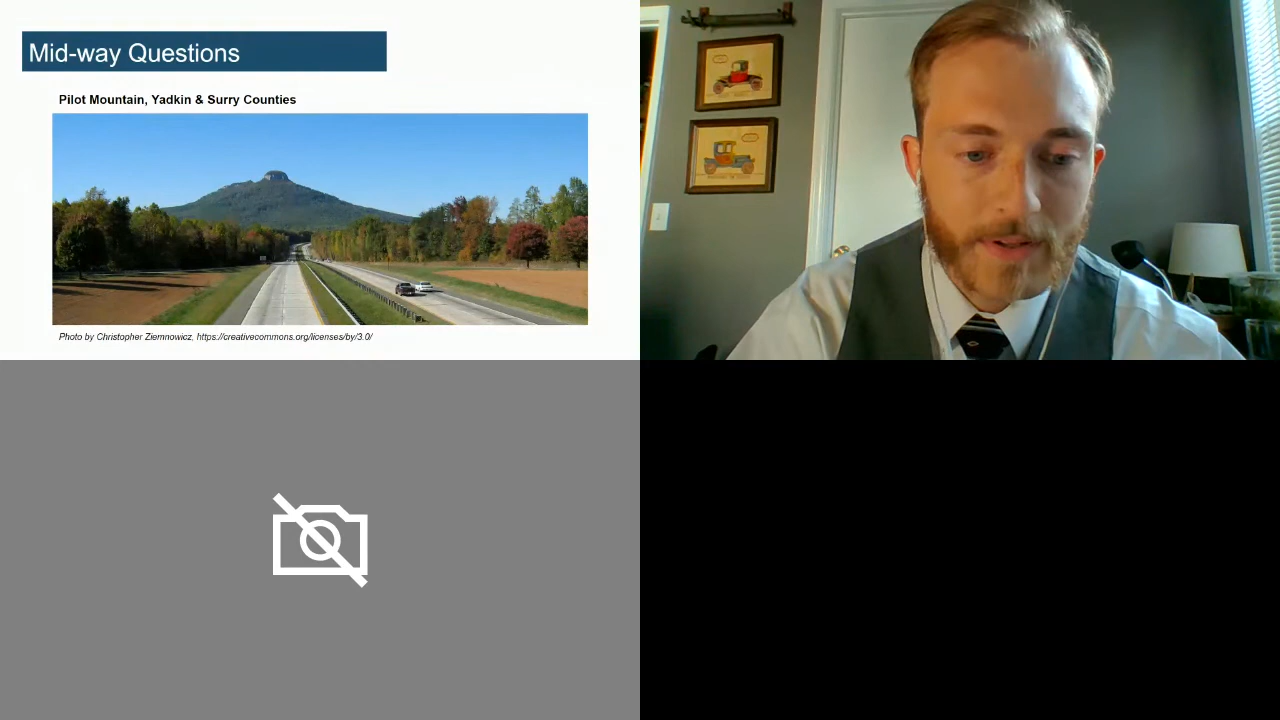 Mid-way Questions
Pilot Mountain, Yadkin & Surry Counties
Photo by Christopher Ziemnowicz, https://creativecommons.org/licenses/by/3.0/